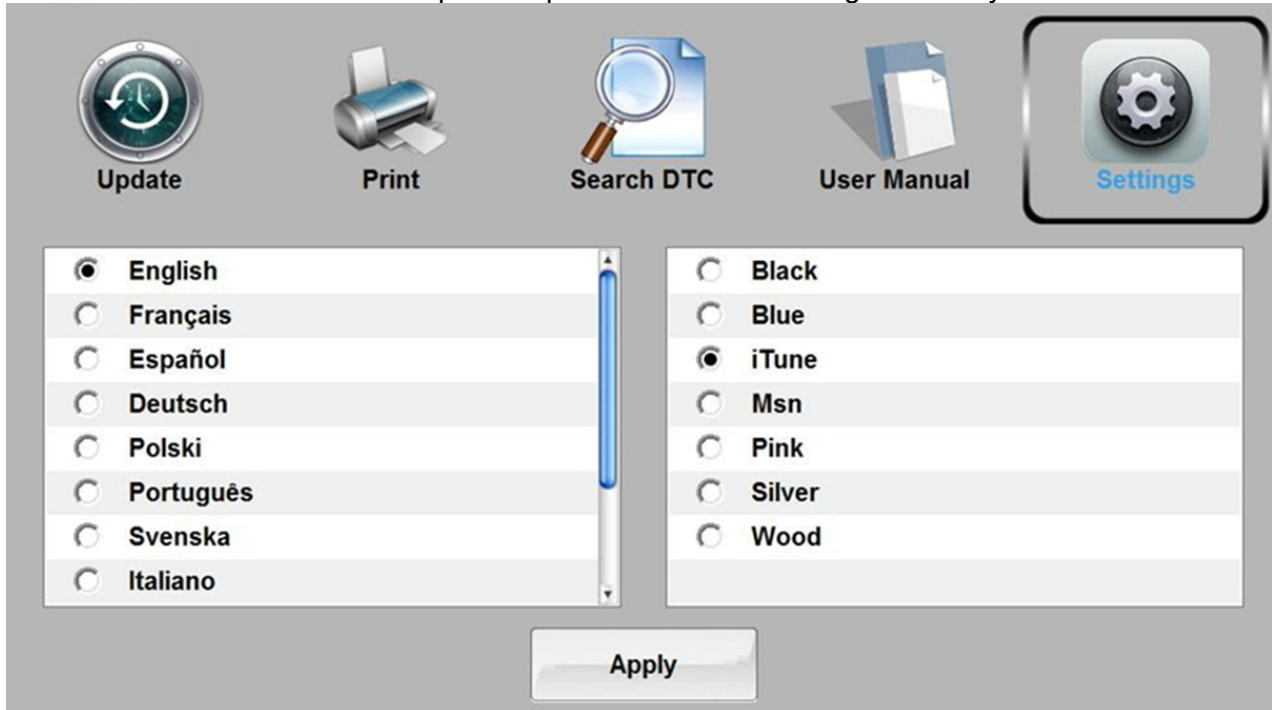 Update
Print
Search DTC
User Manual
Settings
English
Français
Español
Deutsch
Polski
Português
Svenska
Italiano
Black
Blue
iTune
Msn
Pink
Silver
Wood
Apply